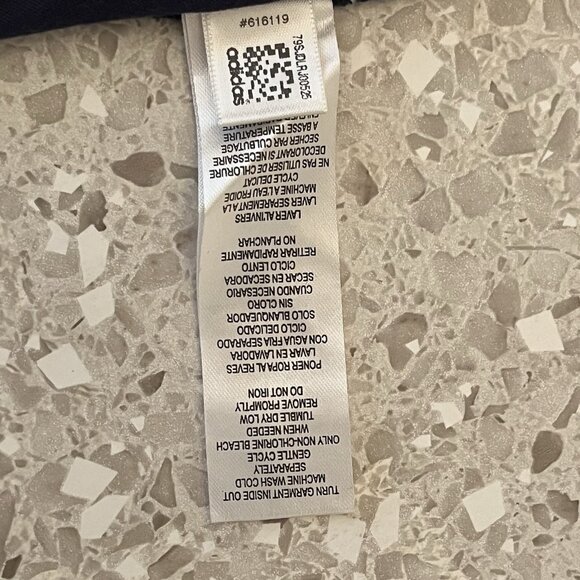 #616119
79SJDLRJ00525
adidas
TURN GARMENT INSIDE OUT
MACHINE WASH COLD
SEPARATELY
GENTLE CYCLE
ONLY NON-CHLORINE BLEACH
WHEN NEEDED
TUMBLE DRY LOW
REMOVE PROMPTLY
DO NOT IRON
PONER ROPA AL REVES
LAVAR EN LAVADORA
CON AGUA FRIA SEPARADO
CICLO DELICADO
SOLO BLANQUEADOR
SIN CLORO
CUANDO NECESARIO
SECAR EN SECADORA
CICLO LENTO
RETIRAR RAPIDAMENTE
NO PLANCHAR
LAVER A L'INVERS
LAVER SEPAREMENT A LA
MACHINE A L'EAU FROIDE
CYCLE DELICAT
NE PAS UTILISER DE CHLORURE
DECOLORANT SI NECESSAIRE
SECHER PAR CULBUTAGE
A BASSE TEMPERATURE